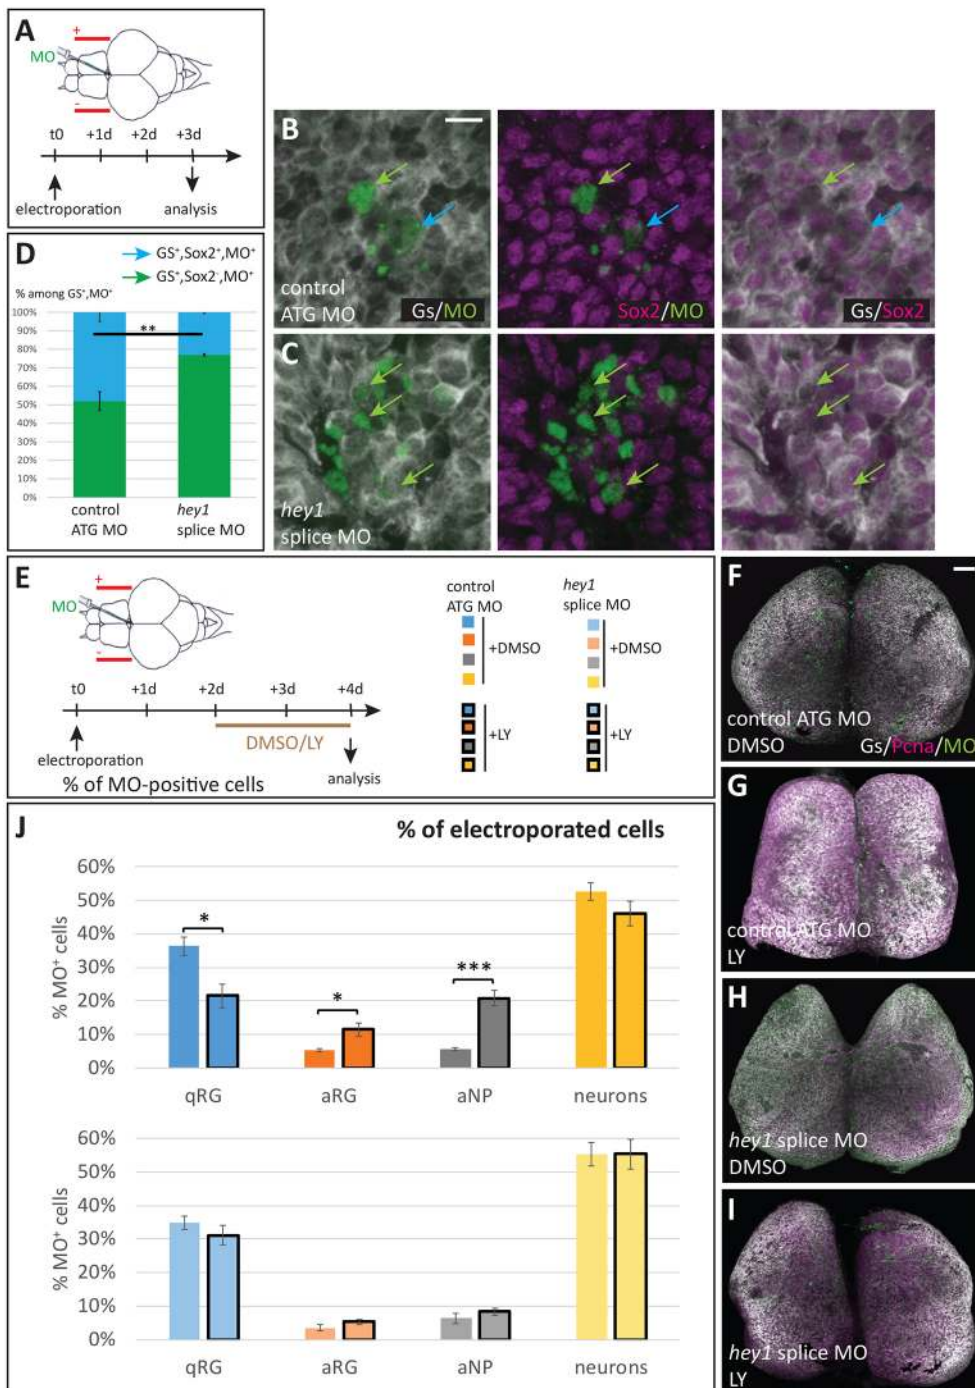 A
+
MO
-
t0 +1d +2d +3d
electroporation analysis
B
control
ATG MO
Gs/MO
Sox2/MO
Gs/Sox2
C
hey1
splice MO
D
GS⁺,Sox2⁺,MO⁺
GS⁺,Sox2⁻,MO⁺
% among GS⁺,MO⁺
100%
90%
80%
70%
60%
50%
40%
30%
20%
10%
0%
**
control
ATG MO
hey1
splice MO
E
+
MO
-
t0 +1d +2d +3d +4d
DMSO/LY
electroporation
analysis
% of MO-positive cells
control
ATG MO
hey1
splice MO
+DMSO
+DMSO
+LY
+LY
F
control ATG MO
DMSO
Gs/Pcna/MO
G
control ATG MO
LY
H
hey1 splice MO
DMSO
I
hey1 splice MO
LY
J
% of electroporated cells
% MO⁺ cells
60%
50%
40%
30%
20%
10%
0%
*
*
***
qRG aRG aNP neurons
% MO⁺ cells
60%
50%
40%
30%
20%
10%
0%
qRG aRG aNP neurons